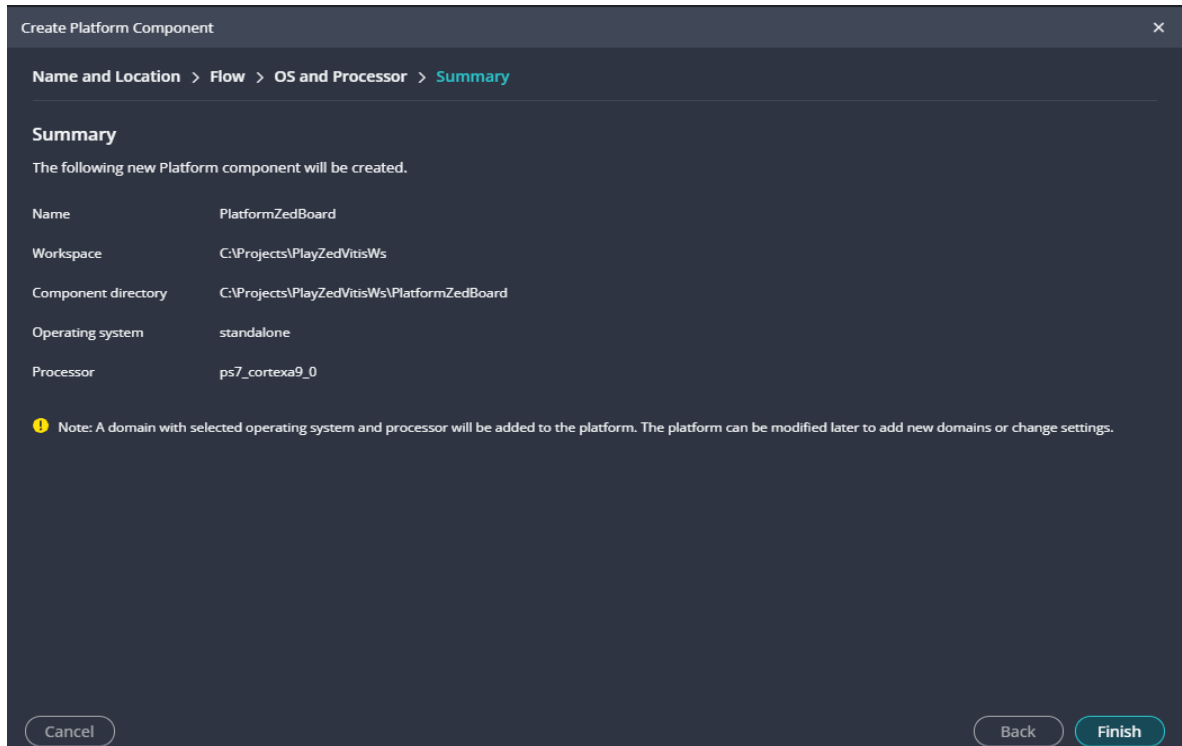 Create Platform Component
Name and Location > Flow > OS and Processor > Summary
Summary
The following new Platform component will be created.
Name PlatformZedBoard
Workspace C:\Projects\PlayZedVitisWs
Component directory C:\Projects\PlayZedVitisWs\PlatformZedBoard
Operating system standalone
Processor ps7_cortexa9_0
Note: A domain with selected operating system and processor will be added to the platform. The platform can be modified later to add new domains or change settings.
Cancel Back Finish